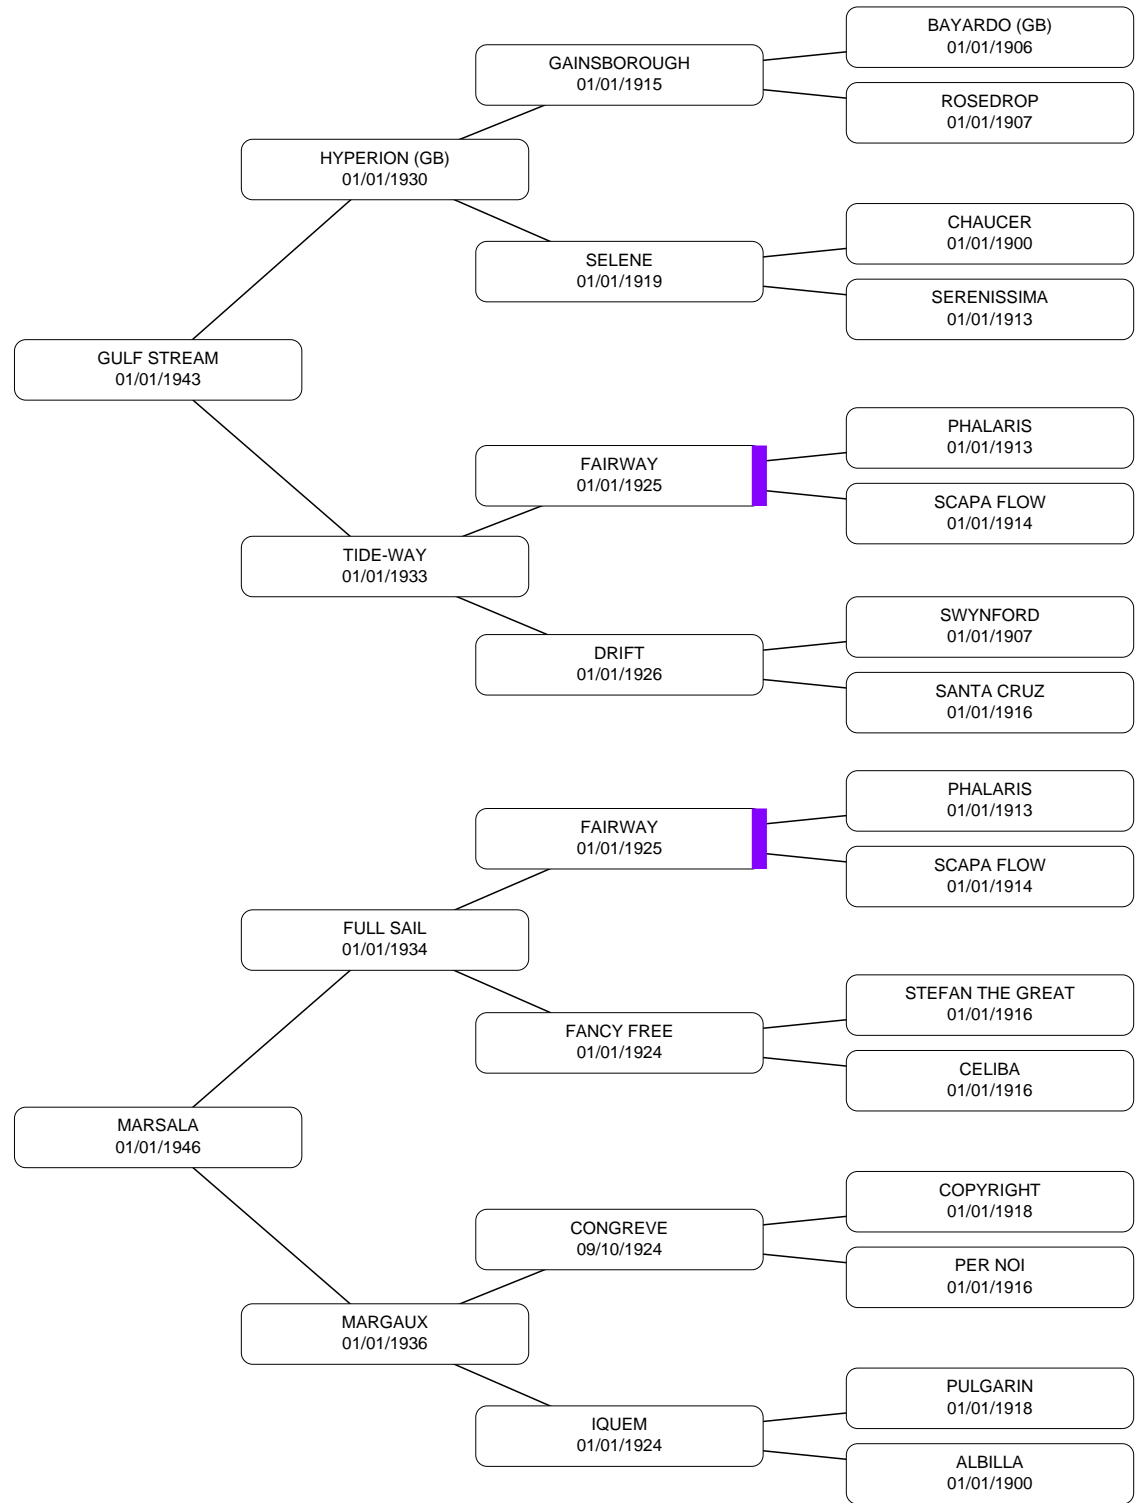 BAYARDO (GB)
01/01/1906
GAINSBOROUGH
01/01/1915
ROSEDROP
01/01/1907
HYPERION (GB)
01/01/1930
CHAUCER
01/01/1900
SELENE
01/01/1919
SERENISSIMA
01/01/1913
GULF STREAM
01/01/1943
PHALARIS
01/01/1913
FAIRWAY
01/01/1925
SCAPA FLOW
01/01/1914
TIDE-WAY
01/01/1933
SWYNFORD
01/01/1907
DRIFT
01/01/1926
SANTA CRUZ
01/01/1916
PHALARIS
01/01/1913
FAIRWAY
01/01/1925
SCAPA FLOW
01/01/1914
FULL SAIL
01/01/1934
STEFAN THE GREAT
01/01/1916
FANCY FREE
01/01/1924
CELIBA
01/01/1916
MARSALA
01/01/1946
COPYRIGHT
01/01/1918
CONGREVE
09/10/1924
PER NOI
01/01/1916
MARGAUX
01/01/1936
PULGARIN
01/01/1918
IQUEM
01/01/1924
ALBILLA
01/01/1900